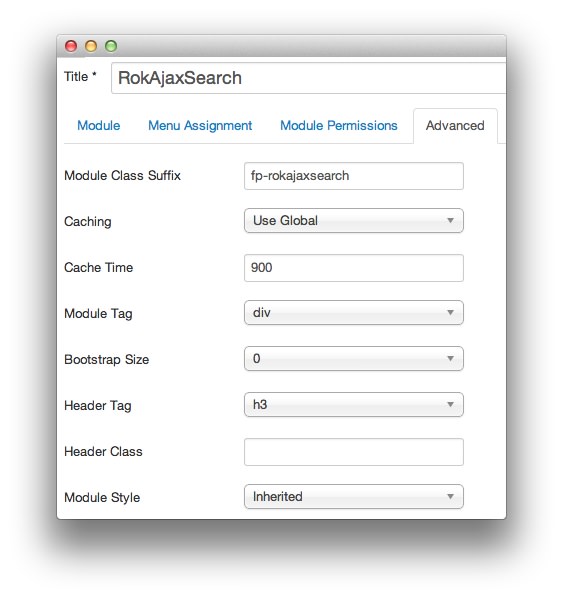 Title * RokAjaxSearch
Module Menu Assignment Module Permissions Advanced
Module Class Suffix fp-rokajaxsearch
Caching Use Global
Cache Time 900
Module Tag div
Bootstrap Size 0
Header Tag h3
Header Class
Module Style Inherited